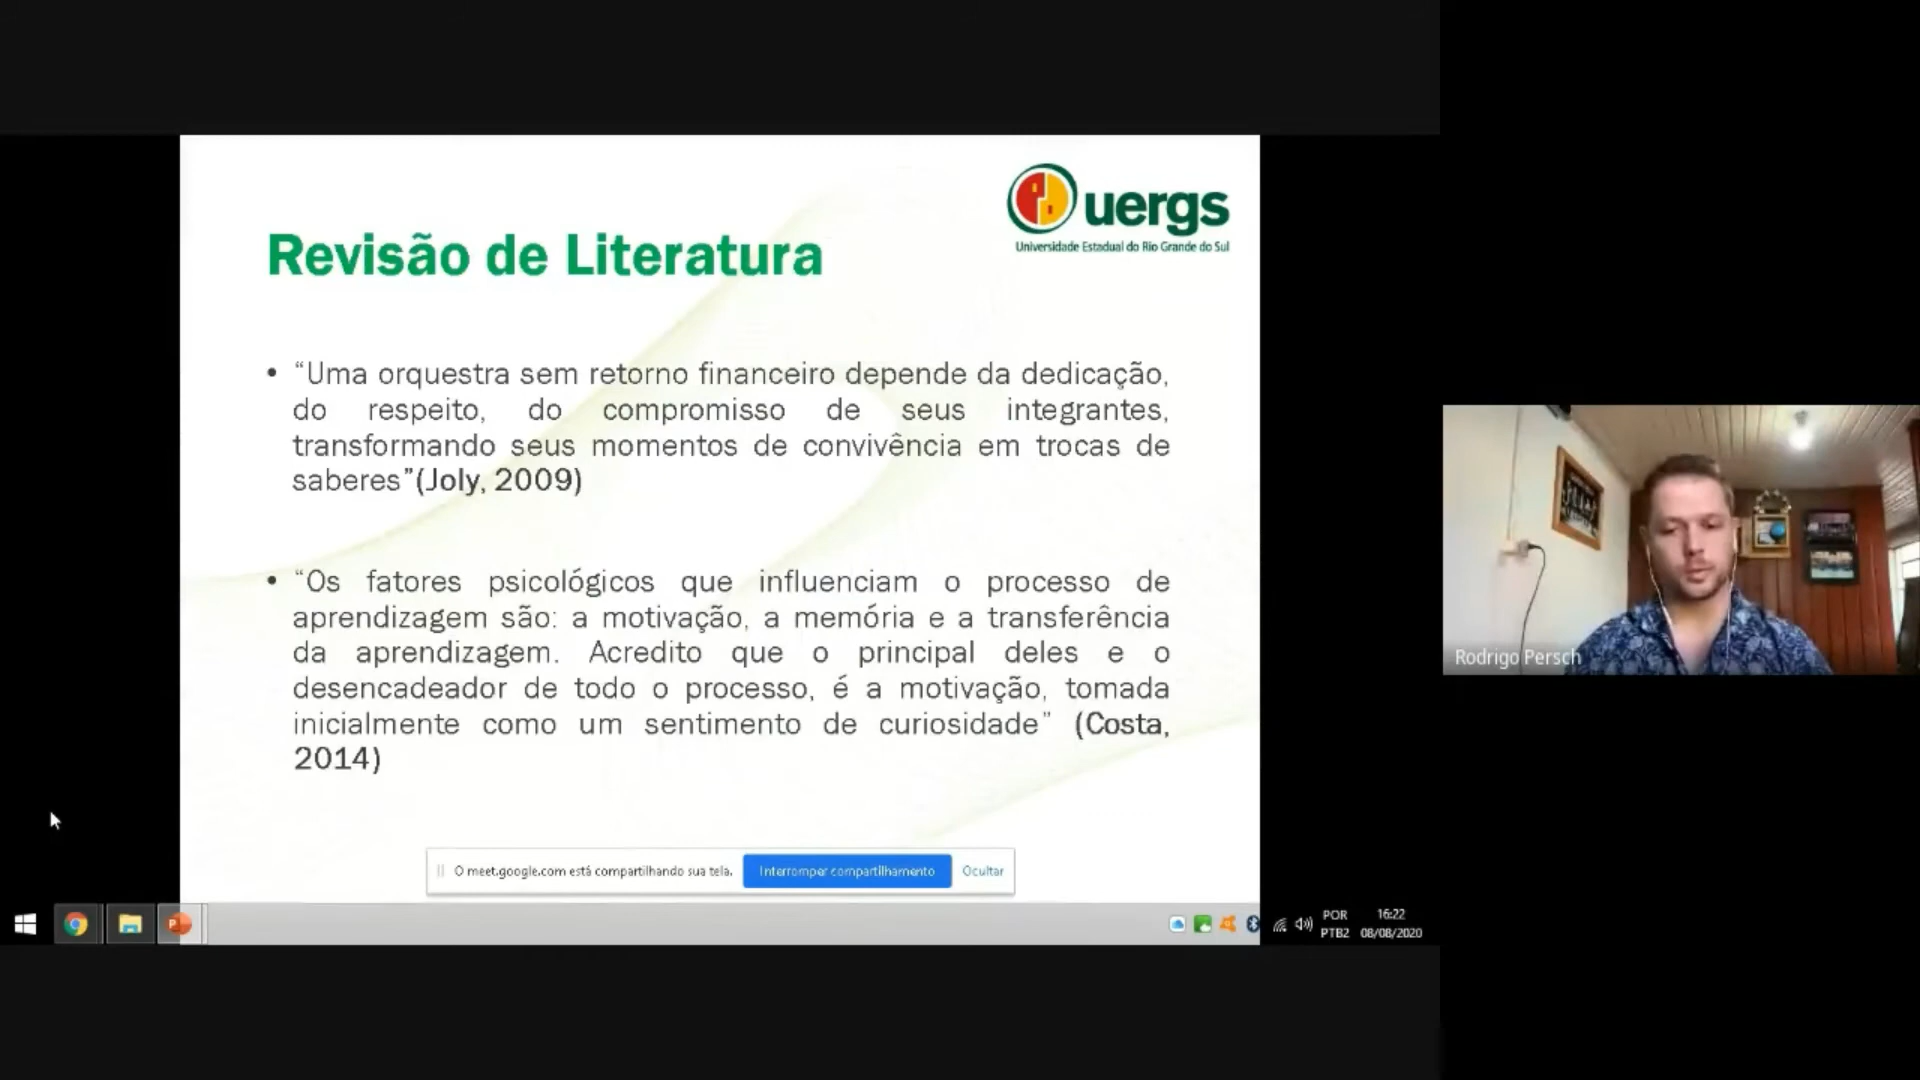 uergs
Universidade Estadual do Rio Grande do Sul
Revisão de Literatura
• “Uma orquestra sem retorno financeiro depende da dedicação,
do respeito, do compromisso de seus integrantes,
transformando seus momentos de convivência em trocas de
saberes”(Joly, 2009)
• “Os fatores psicológicos que influenciam o processo de
aprendizagem são: a motivação, a memória e a transferência
da aprendizagem. Acredito que o principal deles e o
desencadeador de todo o processo, é a motivação, tomada
inicialmente como um sentimento de curiosidade” (Costa,
2014)
Rodrigo Persch
O meet.google.com está compartilhando sua tela. Interromper compartilhamento Ocultar
POR 16:22
PTB2 08/08/2020